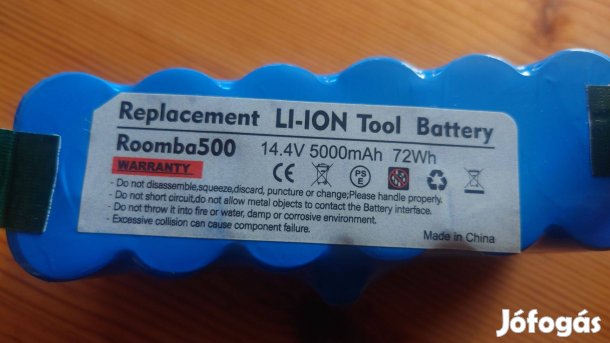 Replacement LI-ION Tool Battery
Roomba500 14.4V 5000mAh 72Wh
WARRANTY
CE PSE
- Do not disassemble,squeeze,discard, puncture or change;Please handle properly.
- Do not short circuit,do not allow metal objects to contact the Battery interface.
- Do not throw it into fire or water, damp or corrosive environment.
- Excessive collision can cause component failure.
Made in China
Jófogás